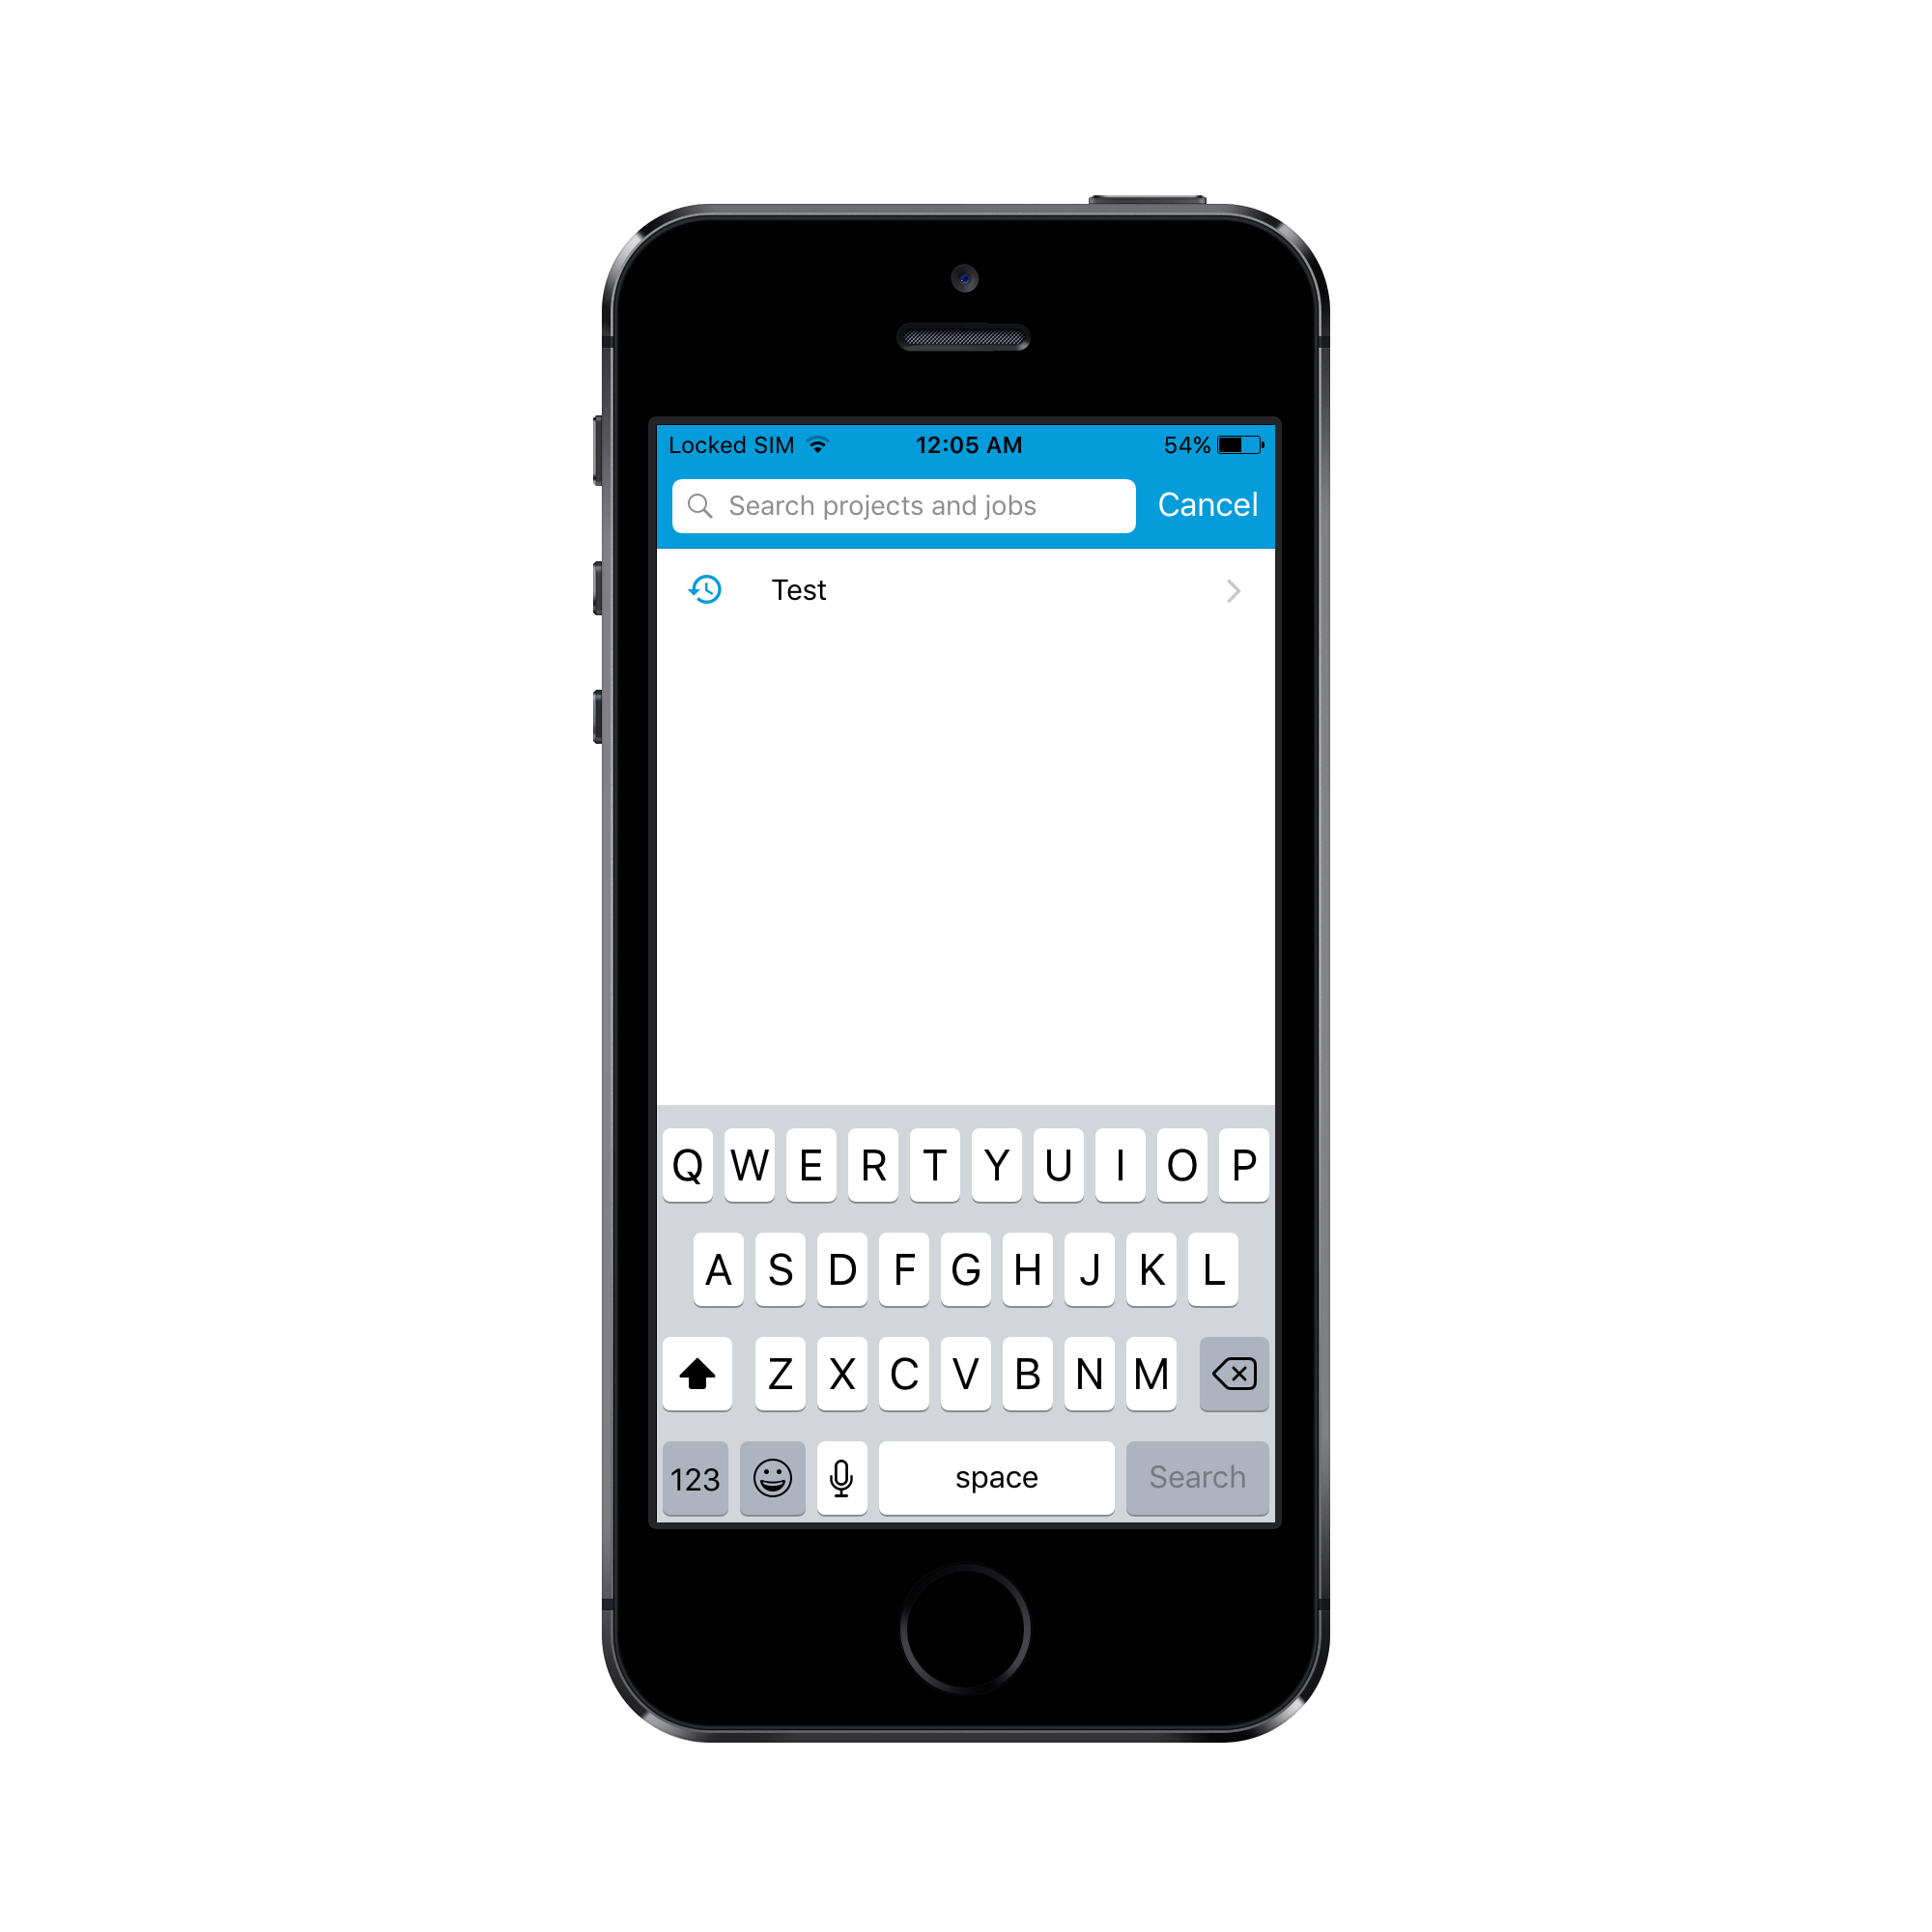 Locked SIM 12:05 AM 54%
Search projects and jobs Cancel
Test
Q W E R T Y U I O P
A S D F G H J K L
Z X C V B N M
123 space Search